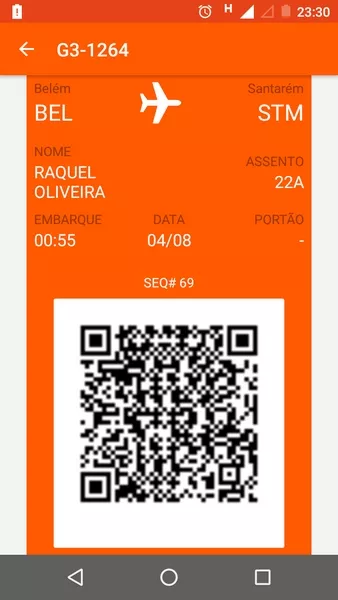 H 23:30
G3-1264
Belém Santarém
BEL STM
NOME
RAQUEL
OLIVEIRA
ASSENTO
22A
EMBARQUE DATA PORTÃO
00:55 04/08 -
SEQ# 69